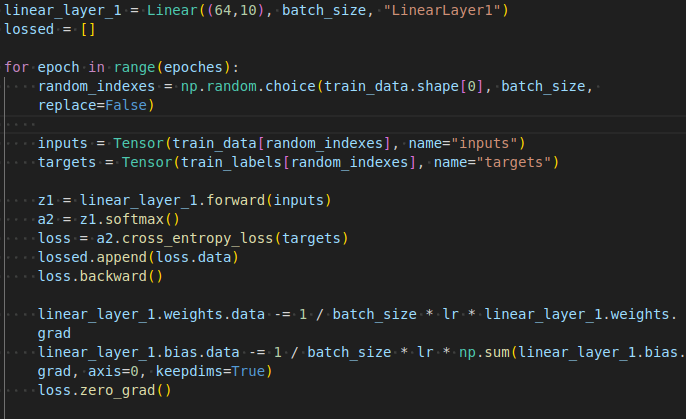 linear_layer_1 = Linear((64,10), batch_size, "LinearLayer1")
lossed = []
for epoch in range(epoches):
    random_indexes = np.random.choice(train_data.shape[0], batch_size,
    replace=False)
    inputs = Tensor(train_data[random_indexes], name="inputs")
    targets = Tensor(train_labels[random_indexes], name="targets")
    z1 = linear_layer_1.forward(inputs)
    a2 = z1.softmax()
    loss = a2.cross_entropy_loss(targets)
    lossed.append(loss.data)
    loss.backward()
    linear_layer_1.weights.data -= 1 / batch_size * lr * linear_layer_1.weights.
    grad
    linear_layer_1.bias.data -= 1 / batch_size * lr * np.sum(linear_layer_1.bias.
    grad, axis=0, keepdims=True)
    loss.zero_grad()